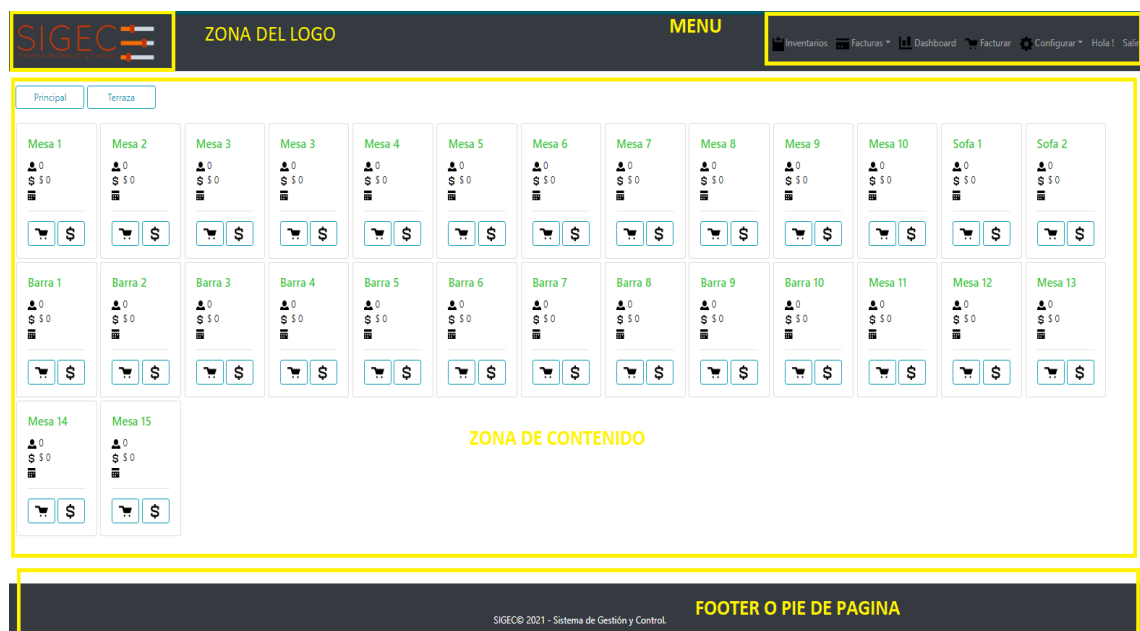 SIGEC
Sistema de Gestión y Control
ZONA DEL LOGO
MENU
Inventarios Facturas Dashboard Facturar Configurar Hola ! Salir
Principal Terraza
Mesa 1 Mesa 2 Mesa 3 Mesa 3 Mesa 4 Mesa 5 Mesa 6 Mesa 7 Mesa 8 Mesa 9 Mesa 10 Sofa 1 Sofa 2
0 0 0 0 0 0 0 0 0 0 0 0 0
$ $ 0 $ $ 0 $ $ 0 $ $ 0 $ $ 0 $ $ 0 $ $ 0 $ $ 0 $ $ 0 $ $ 0 $ $ 0 $ $ 0 $ $ 0
$ $ $ $ $ $ $ $ $ $ $ $ $
Barra 1 Barra 2 Barra 3 Barra 4 Barra 5 Barra 6 Barra 7 Barra 8 Barra 9 Barra 10 Mesa 11 Mesa 12 Mesa 13
0 0 0 0 0 0 0 0 0 0 0 0 0
$ $ 0 $ $ 0 $ $ 0 $ $ 0 $ $ 0 $ $ 0 $ $ 0 $ $ 0 $ $ 0 $ $ 0 $ $ 0 $ $ 0 $ $ 0
$ $ $ $ $ $ $ $ $ $ $ $ $
Mesa 14 Mesa 15
0 0
$ $ 0 $ $ 0
$ $
ZONA DE CONTENIDO
FOOTER O PIE DE PAGINA
SIGEC© 2021 - Sistema de Gestión y Control.